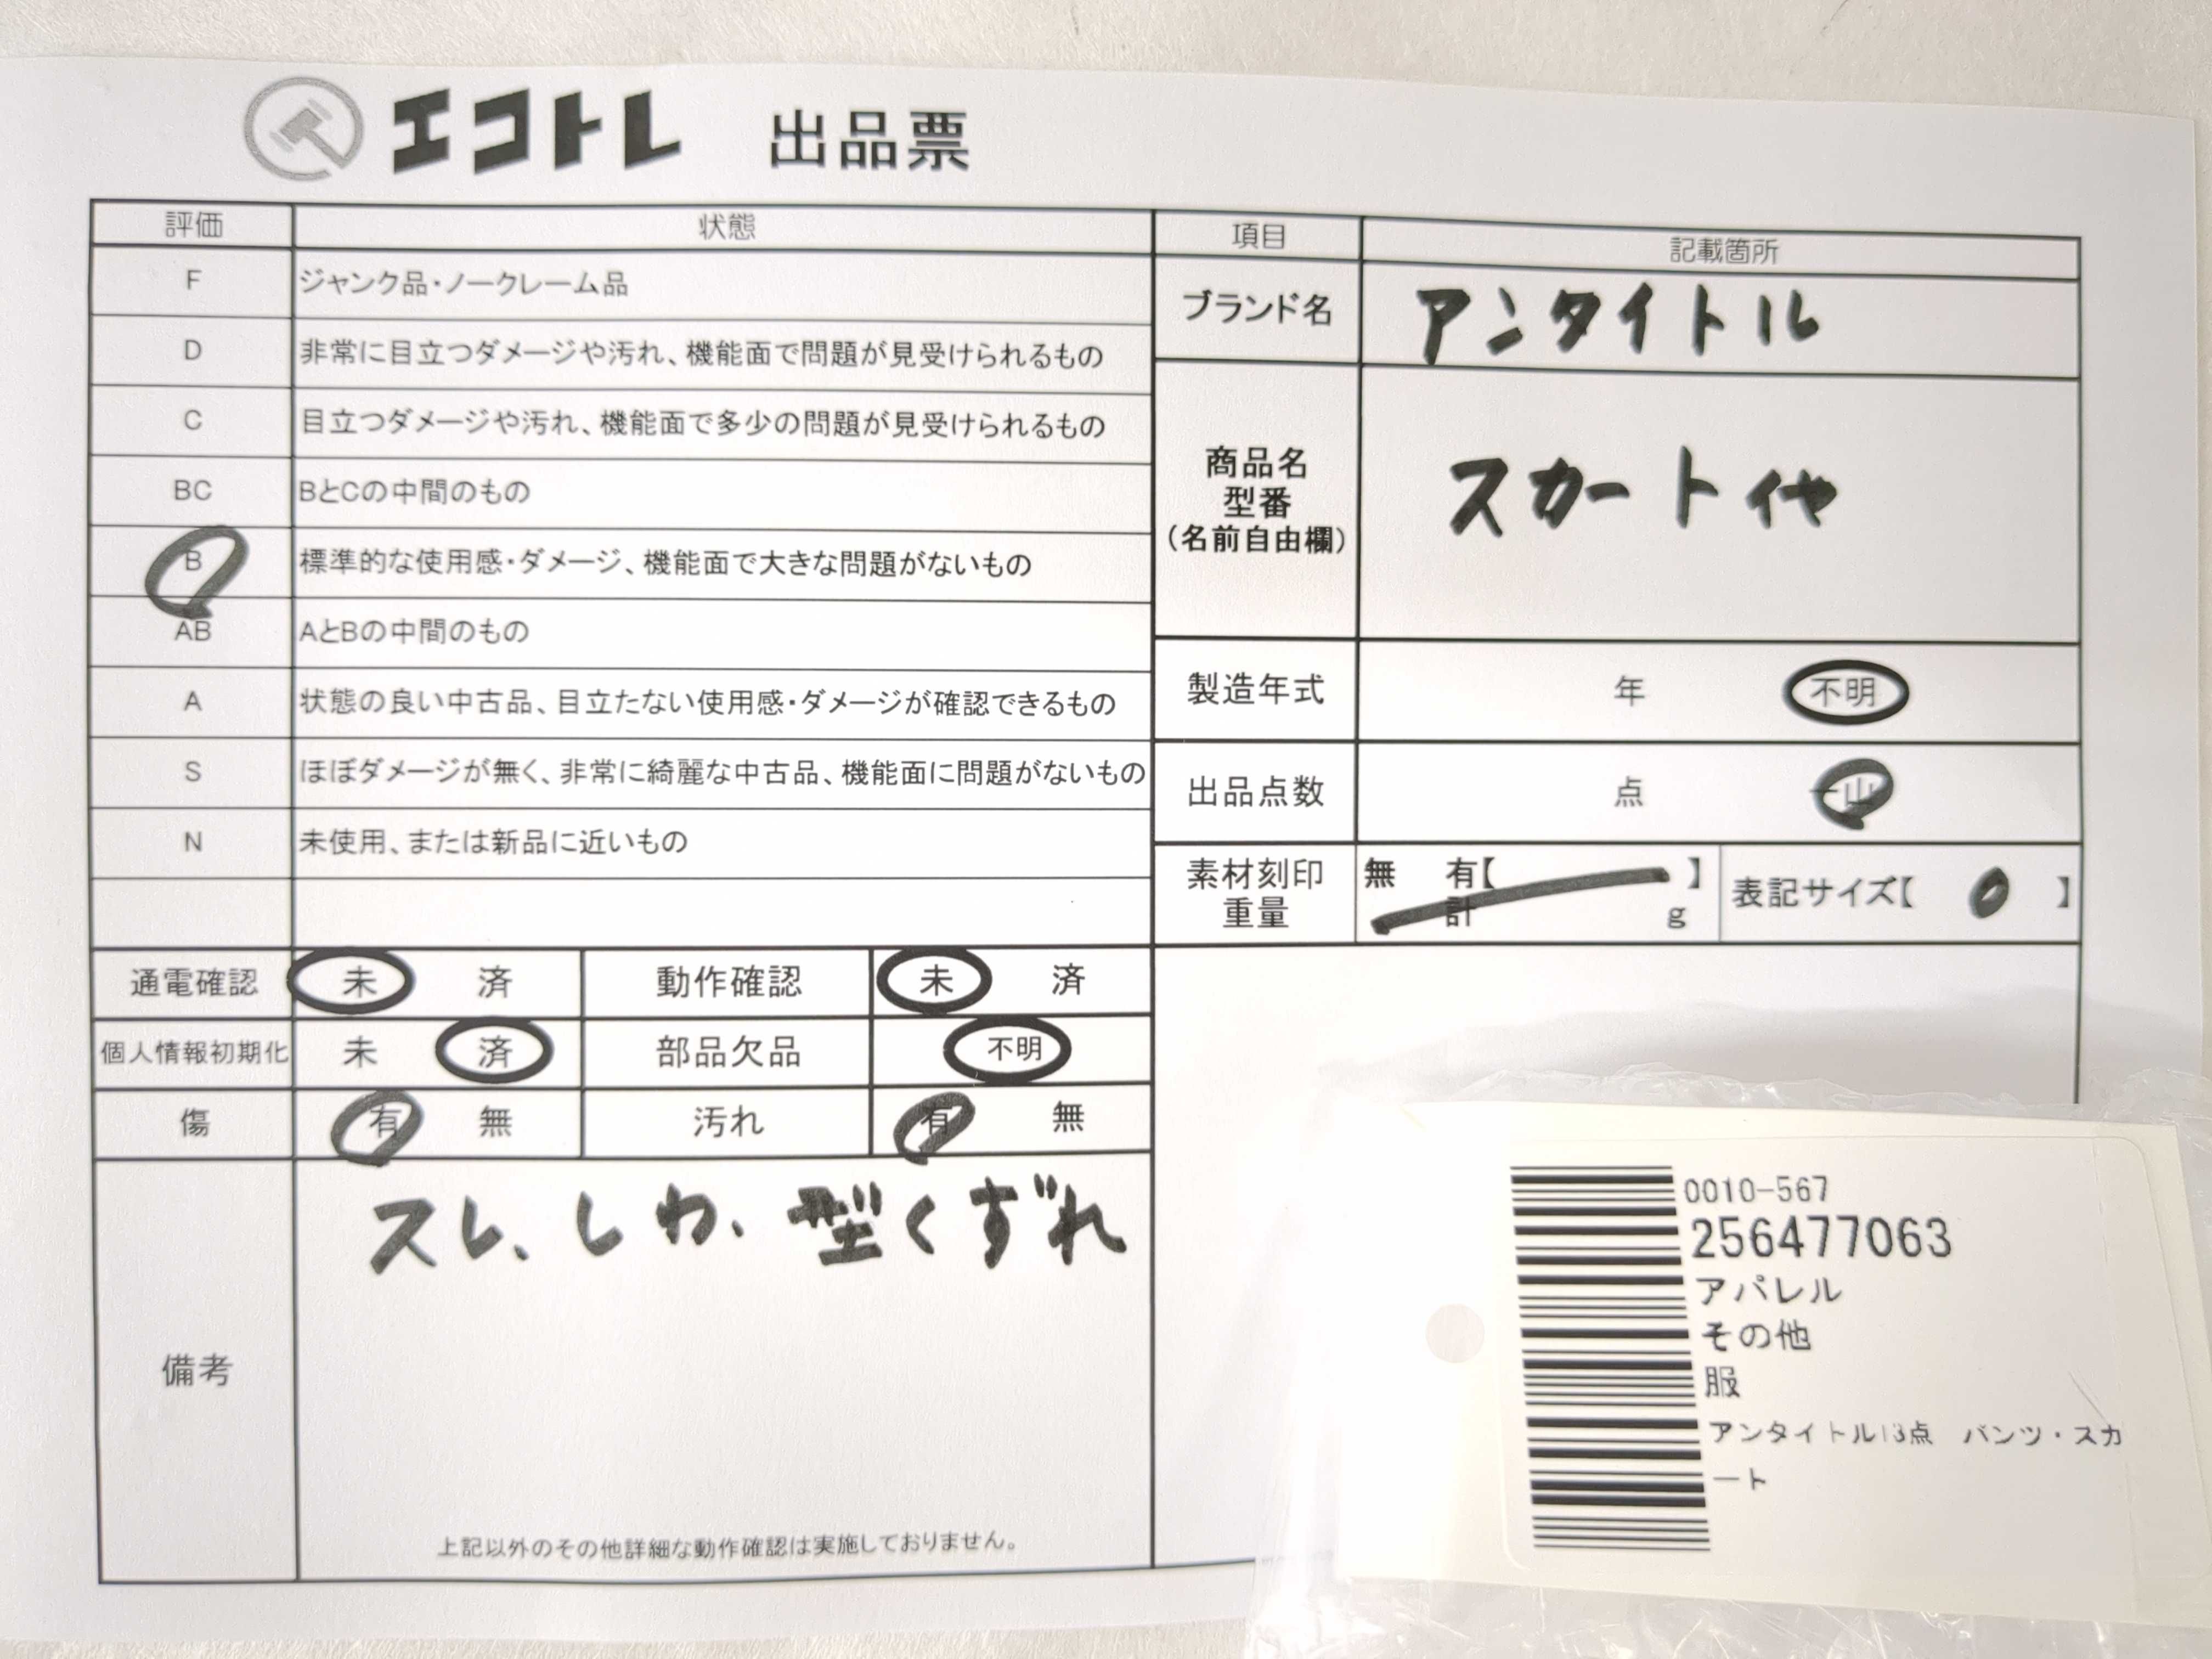 エコトレ 出品票
評価 状態
F ジャンク品・ノークレーム品
D 非常に目立つダメージや汚れ、機能面で問題が見受けられるもの
C 目立つダメージや汚れ、機能面で多少の問題が見受けられるもの
BC BとCの中間のもの
B 標準的な使用感・ダメージ、機能面で大きな問題がないもの
AB AとBの中間のもの
A 状態の良い中古品、目立たない使用感・ダメージが確認できるもの
S ほぼダメージが無く、非常に綺麗な中古品、機能面に問題がないもの
N 未使用、または新品に近いもの
項目 記載箇所
ブランド名 アンタイトル
商品名
型番
(名前自由欄)
スカート 他
製造年式 年 不明
出品点数 点 一山
素材刻印
重量
無 有【 】
計 g
表記サイズ【 0 】
通電確認 未 済 動作確認 未 済
個人情報初期化 未 済 部品欠品 不明
傷 有 無 汚れ 有 無
備考
スレ、しわ、型くずれ
上記以外のその他詳細な動作確認は実施しておりません。
0010-567
256477063
アパレル
その他
服
アンタイトル13点 パンツ・スカ
ート